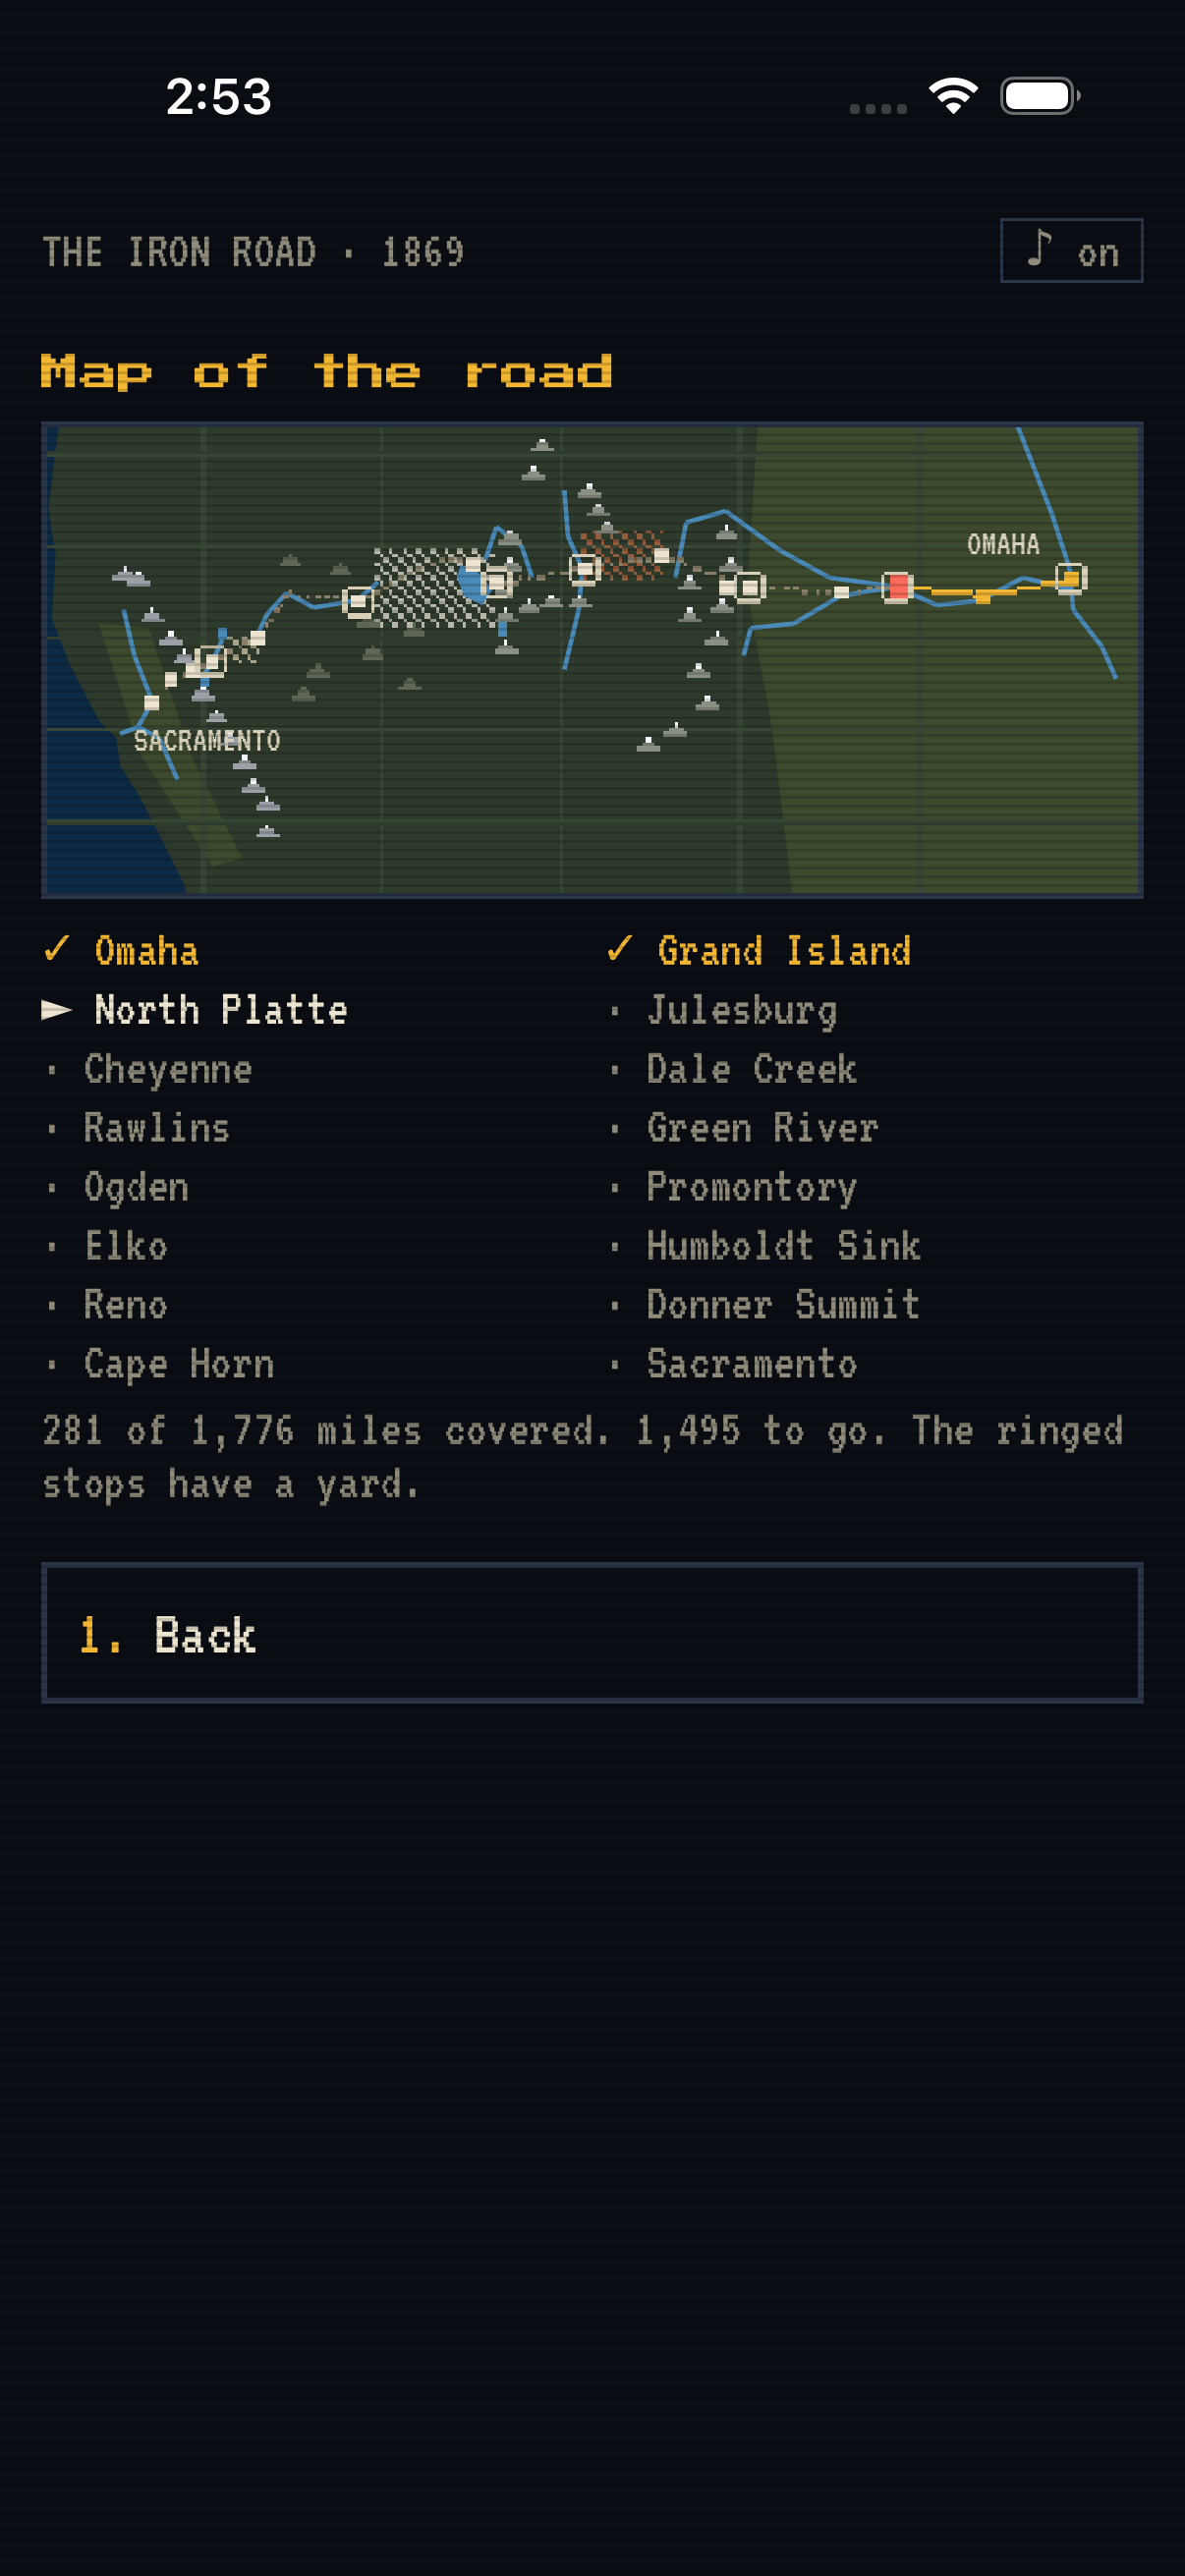 2:53
THE IRON ROAD · 1869
♪ on
Map of the road
OMAHA
SACRAMENTO
✓ Omaha
✓ Grand Island
► North Platte
· Julesburg
· Cheyenne
· Dale Creek
· Rawlins
· Green River
· Ogden
· Promontory
· Elko
· Humboldt Sink
· Reno
· Donner Summit
· Cape Horn
· Sacramento
281 of 1,776 miles covered. 1,495 to go. The ringed
stops have a yard.
1. Back